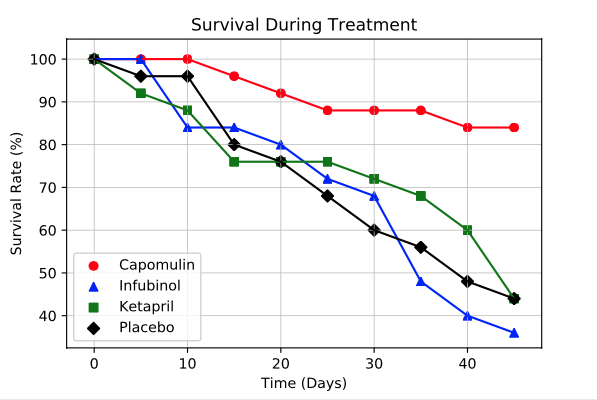 Survival During Treatment
Survival Rate (%)
100
90
80
70
60
50
40
Capomulin
Infubinol
Ketapril
Placebo
0 10 20 30 40
Time (Days)